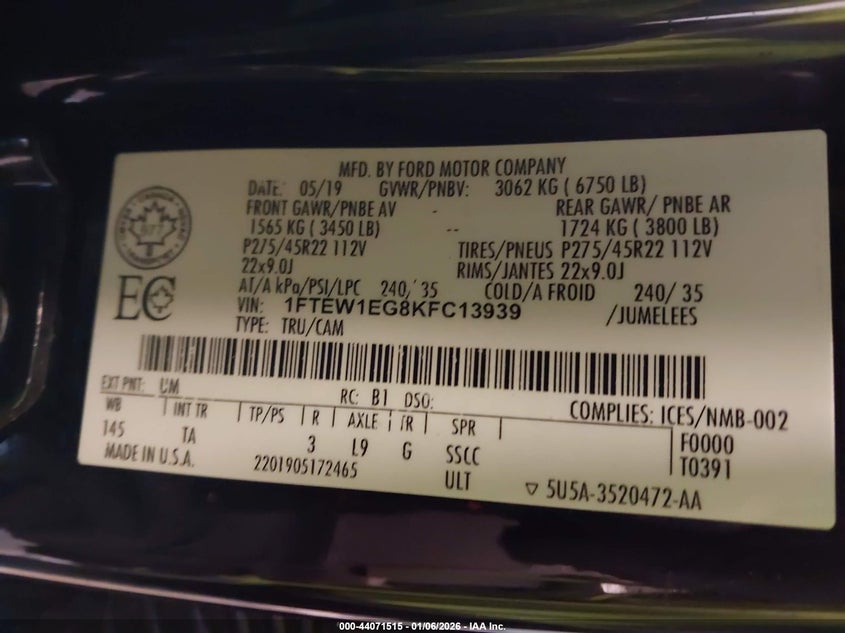 MFD. BY FORD MOTOR COMPANY
DATE: 05/19 GVWR/PNBV: 3062 KG ( 6750 LB)
FRONT GAWR/PNBE AV - REAR GAWR/ PNBE AR
1565 KG ( 3450 LB) -- 1724 KG ( 3800 LB)
P275/45R22 112V TIRES/PNEUS P275/45R22 112V
22x9.0J RIMS/JANTES 22x9.0J
AT/A kPa/PSI/LPC 240/ 35 COLD/A FROID 240/ 35
VIN: 1FTEW1EG8KFC13939 /JUMELEES
TYPE: TRU/CAM
EXT PNT: UM RC: B1 DSO: COMPLIES: ICES/NMB-002
WB INT TR TP/PS R AXLE TR SPR F0000
145 TA 3 L9 G SSCC T0391
MADE IN U.S.A. 2201905172465 ULT 5U5A-3520472-AA
EC
000-44071515 - 01/06/2026 - IAA Inc.